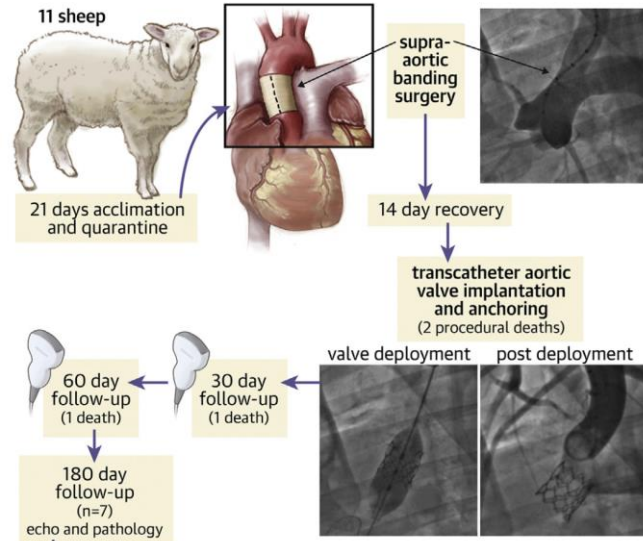 11 sheep
supra-
aortic
banding
surgery
21 days acclimation
and quarantine
14 day recovery
transcatheter aortic
valve implantation
and anchoring
(2 procedural deaths)
valve deployment
post deployment
30 day
follow-up
(1 death)
60 day
follow-up
(1 death)
180 day
follow-up
(n=7)
echo and pathology